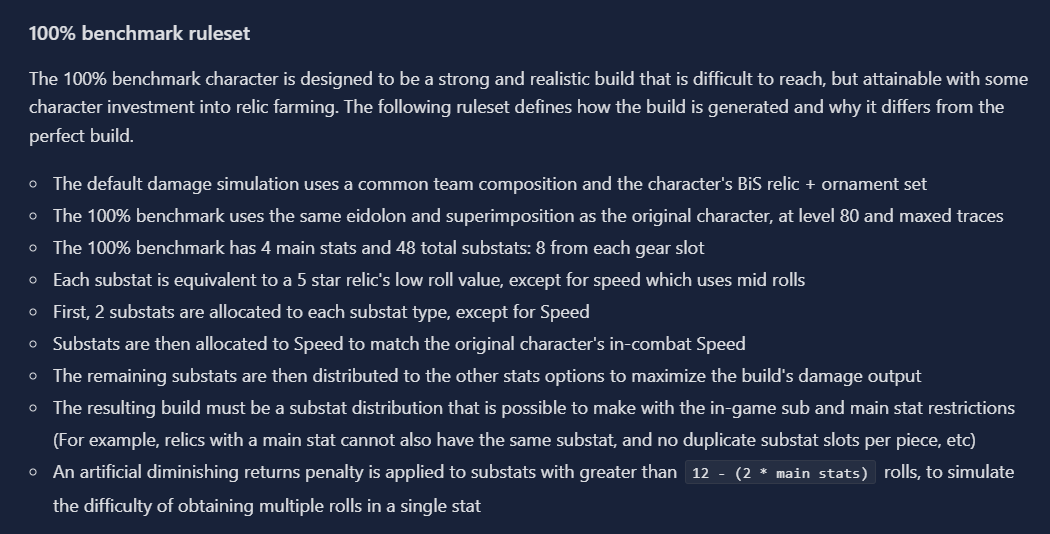 100% benchmark ruleset
The 100% benchmark character is designed to be a strong and realistic build that is difficult to reach, but attainable with some
character investment into relic farming. The following ruleset defines how the build is generated and why it differs from the
perfect build.
The default damage simulation uses a common team composition and the character's BiS relic + ornament set
The 100% benchmark uses the same eidolon and superimposition as the original character, at level 80 and maxed traces
The 100% benchmark has 4 main stats and 48 total substats: 8 from each gear slot
Each substat is equivalent to a 5 star relic's low roll value, except for speed which uses mid rolls
First, 2 substats are allocated to each substat type, except for Speed
Substats are then allocated to Speed to match the original character's in-combat Speed
The remaining substats are then distributed to the other stats options to maximize the build's damage output
The resulting build must be a substat distribution that is possible to make with the in-game sub and main stat restrictions
(For example, relics with a main stat cannot also have the same substat, and no duplicate substat slots per piece, etc)
An artificial diminishing returns penalty is applied to substats with greater than 12 - (2 * main stats) rolls, to simulate
the difficulty of obtaining multiple rolls in a single stat